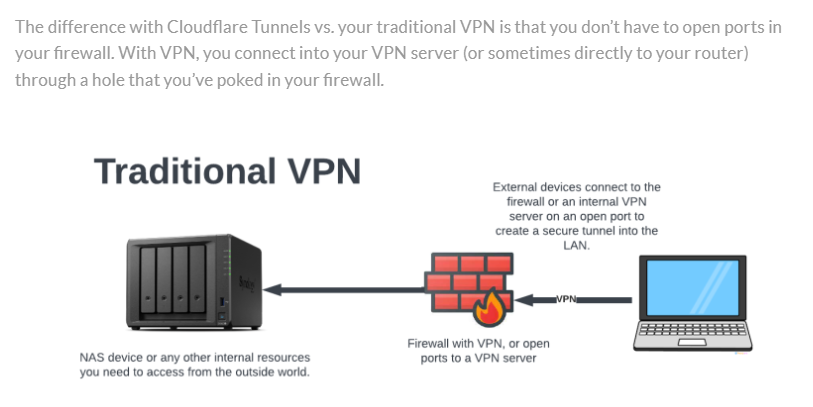 The difference with Cloudflare Tunnels vs. your traditional VPN is that you don't have to open ports in
your firewall. With VPN, you connect into your VPN server (or sometimes directly to your router)
through a hole that you've poked in your firewall.
Traditional VPN
External devices connect to the
firewall or an internal VPN
server on an open port to
create a secure tunnel into the
LAN.
VPN
Firewall with VPN, or open
ports to a VPN server
NAS device or any other internal resources
you need to access from the outside world.